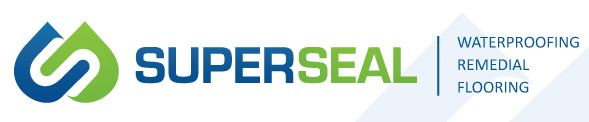 SUPERSEAL
WATERPROOFING
REMEDIAL
FLOORING